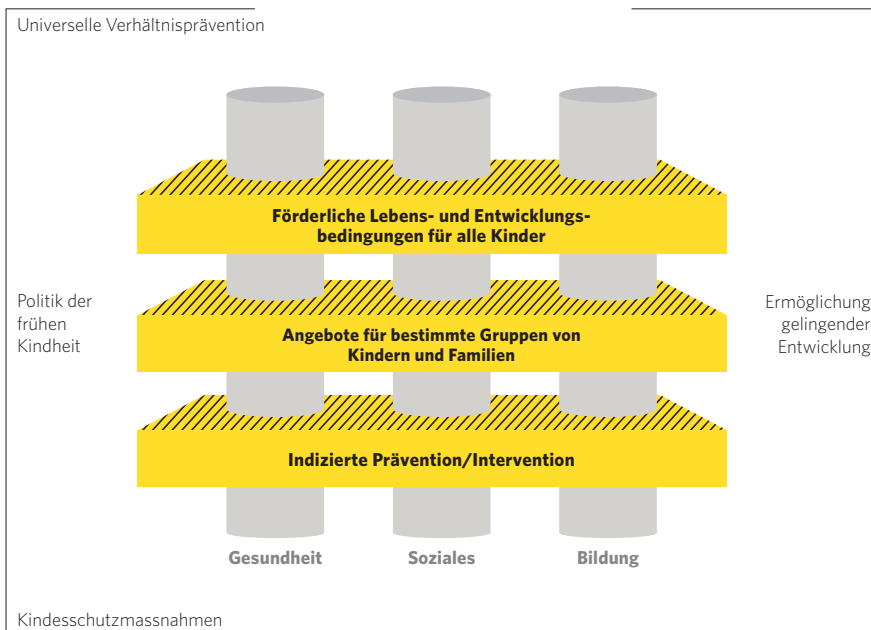 Universelle Verhältnisprävention
Förderliche Lebens- und Entwicklungs-
bedingungen für alle Kinder
Politik der
frühen
Kindheit
Angebote für bestimmte Gruppen von
Kindern und Familien
Ermöglichung
gelingender
Entwicklung
Indizierte Prävention/Intervention
Gesundheit
Soziales
Bildung
Kindesschutzmassnahmen